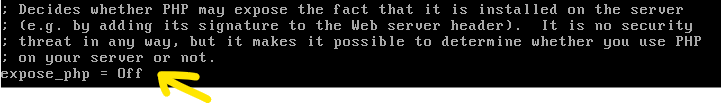 ; Decides whether PHP may expose the fact that it is installed on the server
; (e.g. by adding its signature to the Web server header).  It is no security
; threat in any way, but it makes it possible to determine whether you use PHP
; on your server or not.
expose_php = Off